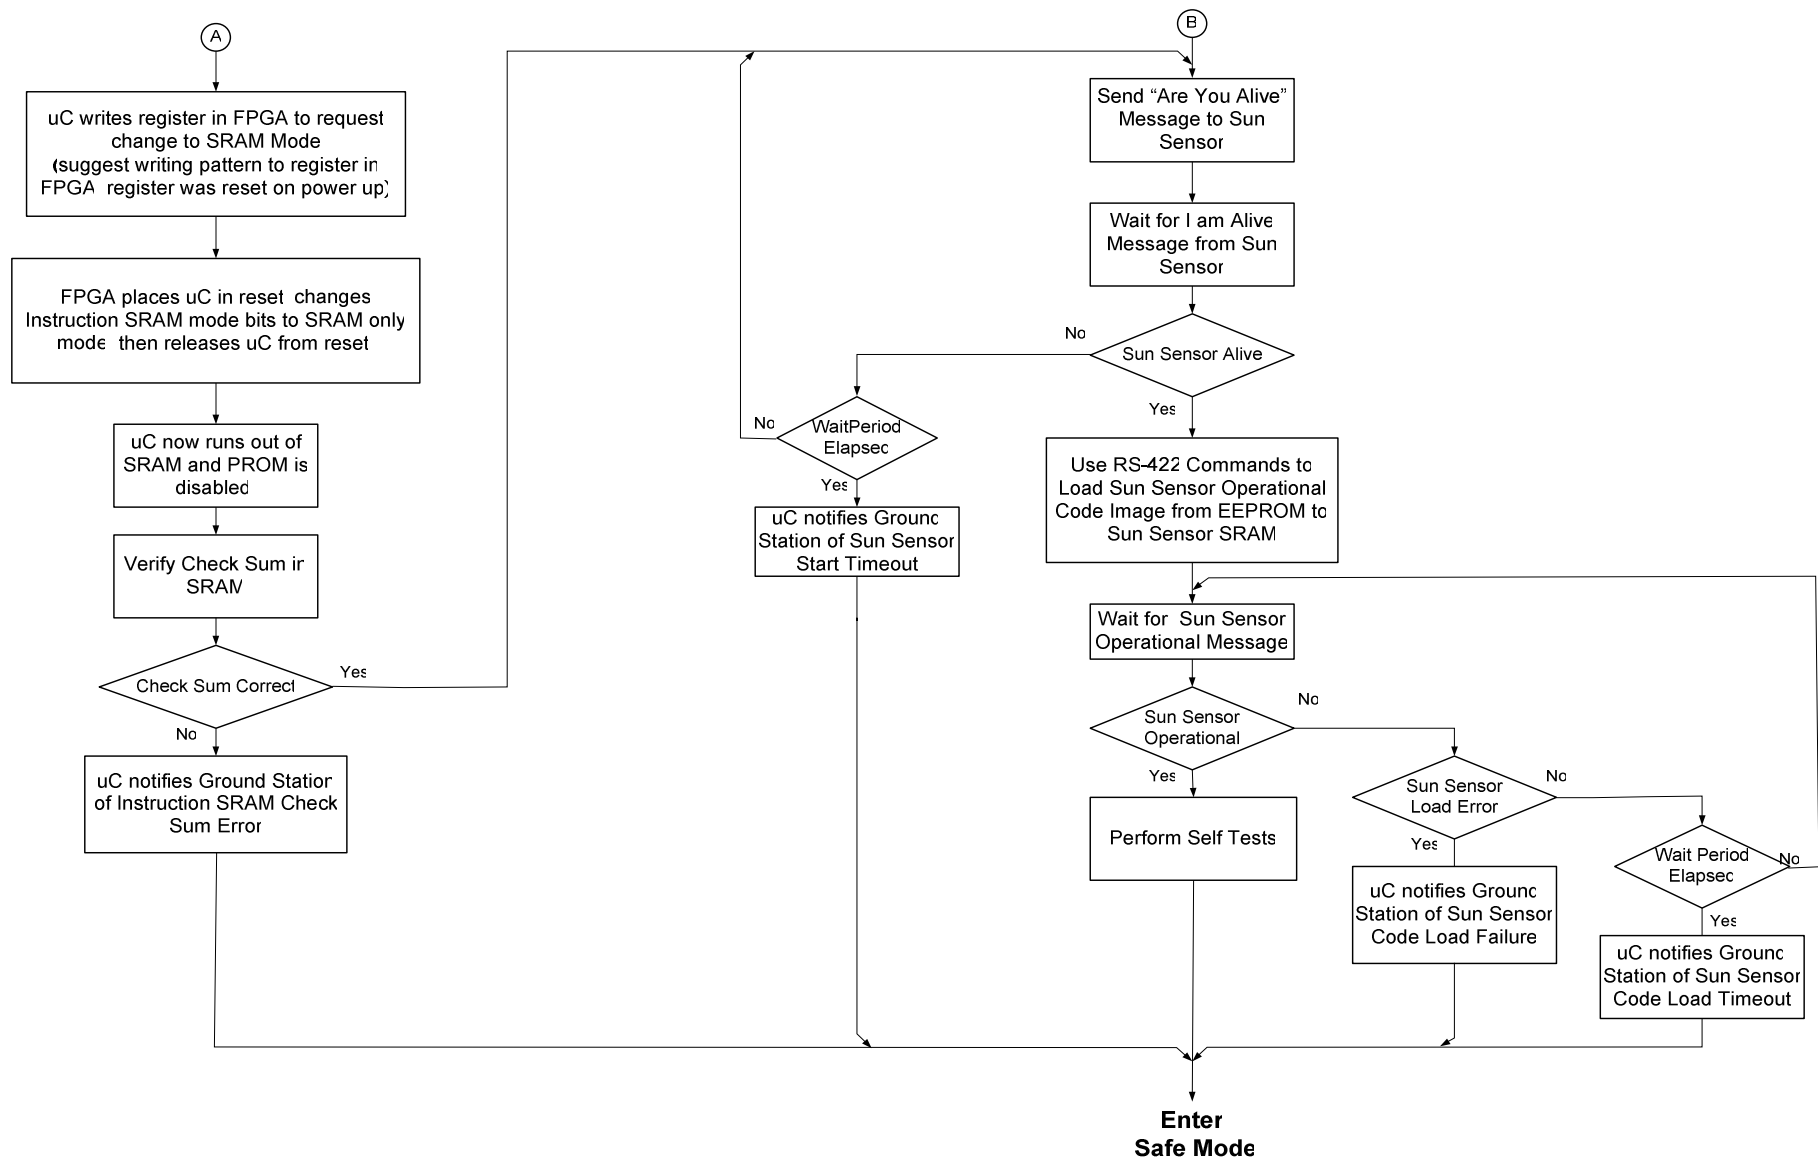 A
uC writes register in FPGA to request
change to SRAM Mode
(suggest writing pattern to register in
FPGA register was reset on power up)
FPGA places uC in reset changes
Instruction SRAM mode bits to SRAM only
mode then releases uC from reset
uC now runs out of
SRAM and PROM is
disabled
Verify Check Sum in
SRAM
Check Sum Correct
Yes
No
uC notifies Ground Station
of Instruction SRAM Check
Sum Error
B
Send “Are You Alive”
Message to Sun
Sensor
Wait for I am Alive
Message from Sun
Sensor
Sun Sensor Alive
No
Yes
WaitPeriod
Elapsed
No
Yes
uC notifies Ground
Station of Sun Sensor
Start Timeout
Use RS-422 Commands to
Load Sun Sensor Operational
Code Image from EEPROM to
Sun Sensor SRAM
Wait for Sun Sensor
Operational Message
Sun Sensor
Operational
No
Yes
Perform Self Tests
Sun Sensor
Load Error
No
Yes
uC notifies Ground
Station of Sun Sensor
Code Load Failure
Wait Period
Elapsed
No
Yes
uC notifies Ground
Station of Sun Sensor
Code Load Timeout
Enter
Safe Mode